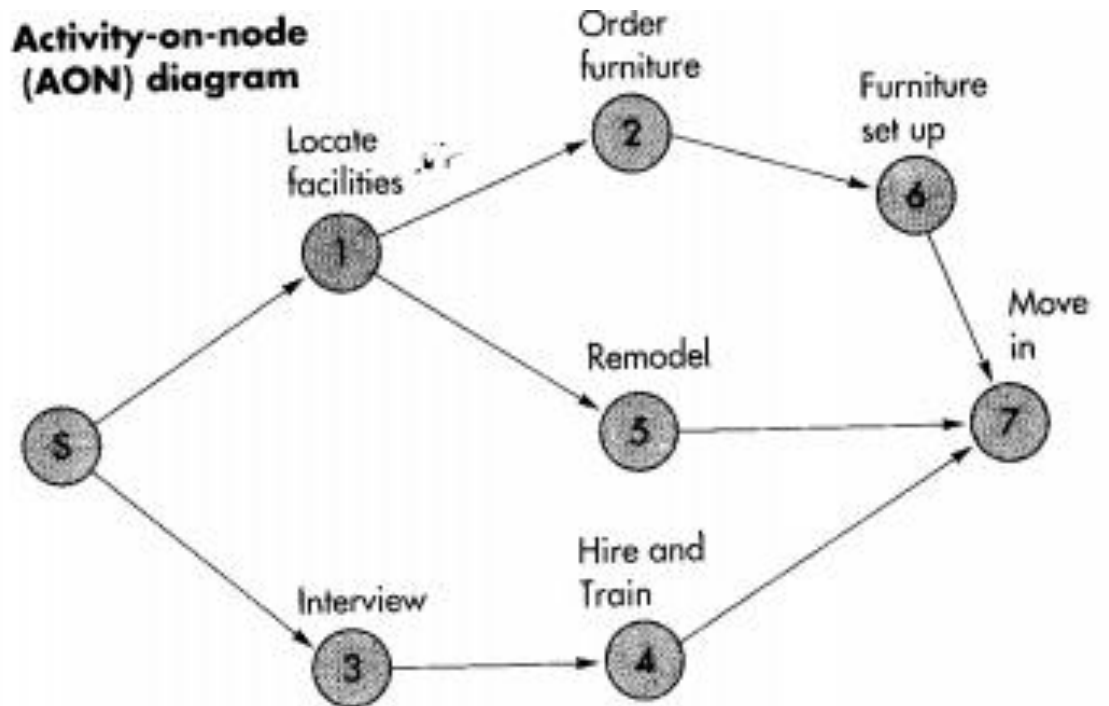 Activity-on-node
(AON) diagram
Order
furniture
2
Furniture
set up
6
Locate
facilities
1
Move
in
7
Remodel
5
S
Hire and
Train
4
Interview
3